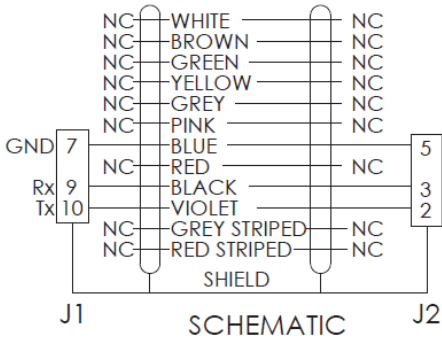 NC WHITE NC
NC BROWN NC
NC GREEN NC
NC YELLOW NC
NC GREY NC
NC PINK NC
GND 7 BLUE 5
NC RED NC
Rx 9 BLACK 3
Tx 10 VIOLET 2
NC GREY STRIPED NC
NC RED STRIPED NC
SHIELD
J1 J2
SCHEMATIC